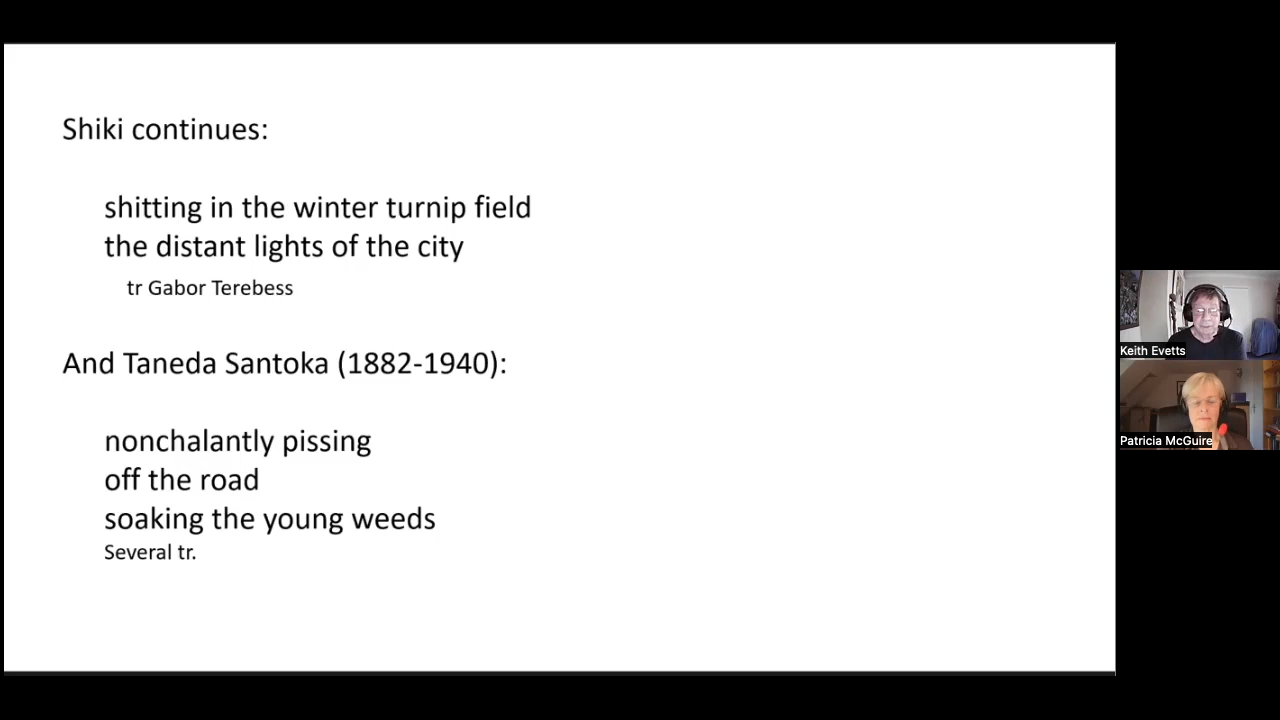 Shiki continues:
shitting in the winter turnip field
the distant lights of the city
tr Gabor Terebess
And Taneda Santoka (1882-1940):
nonchalantly pissing
off the road
soaking the young weeds
Several tr.
Keith Evetts
Patricia McGuire